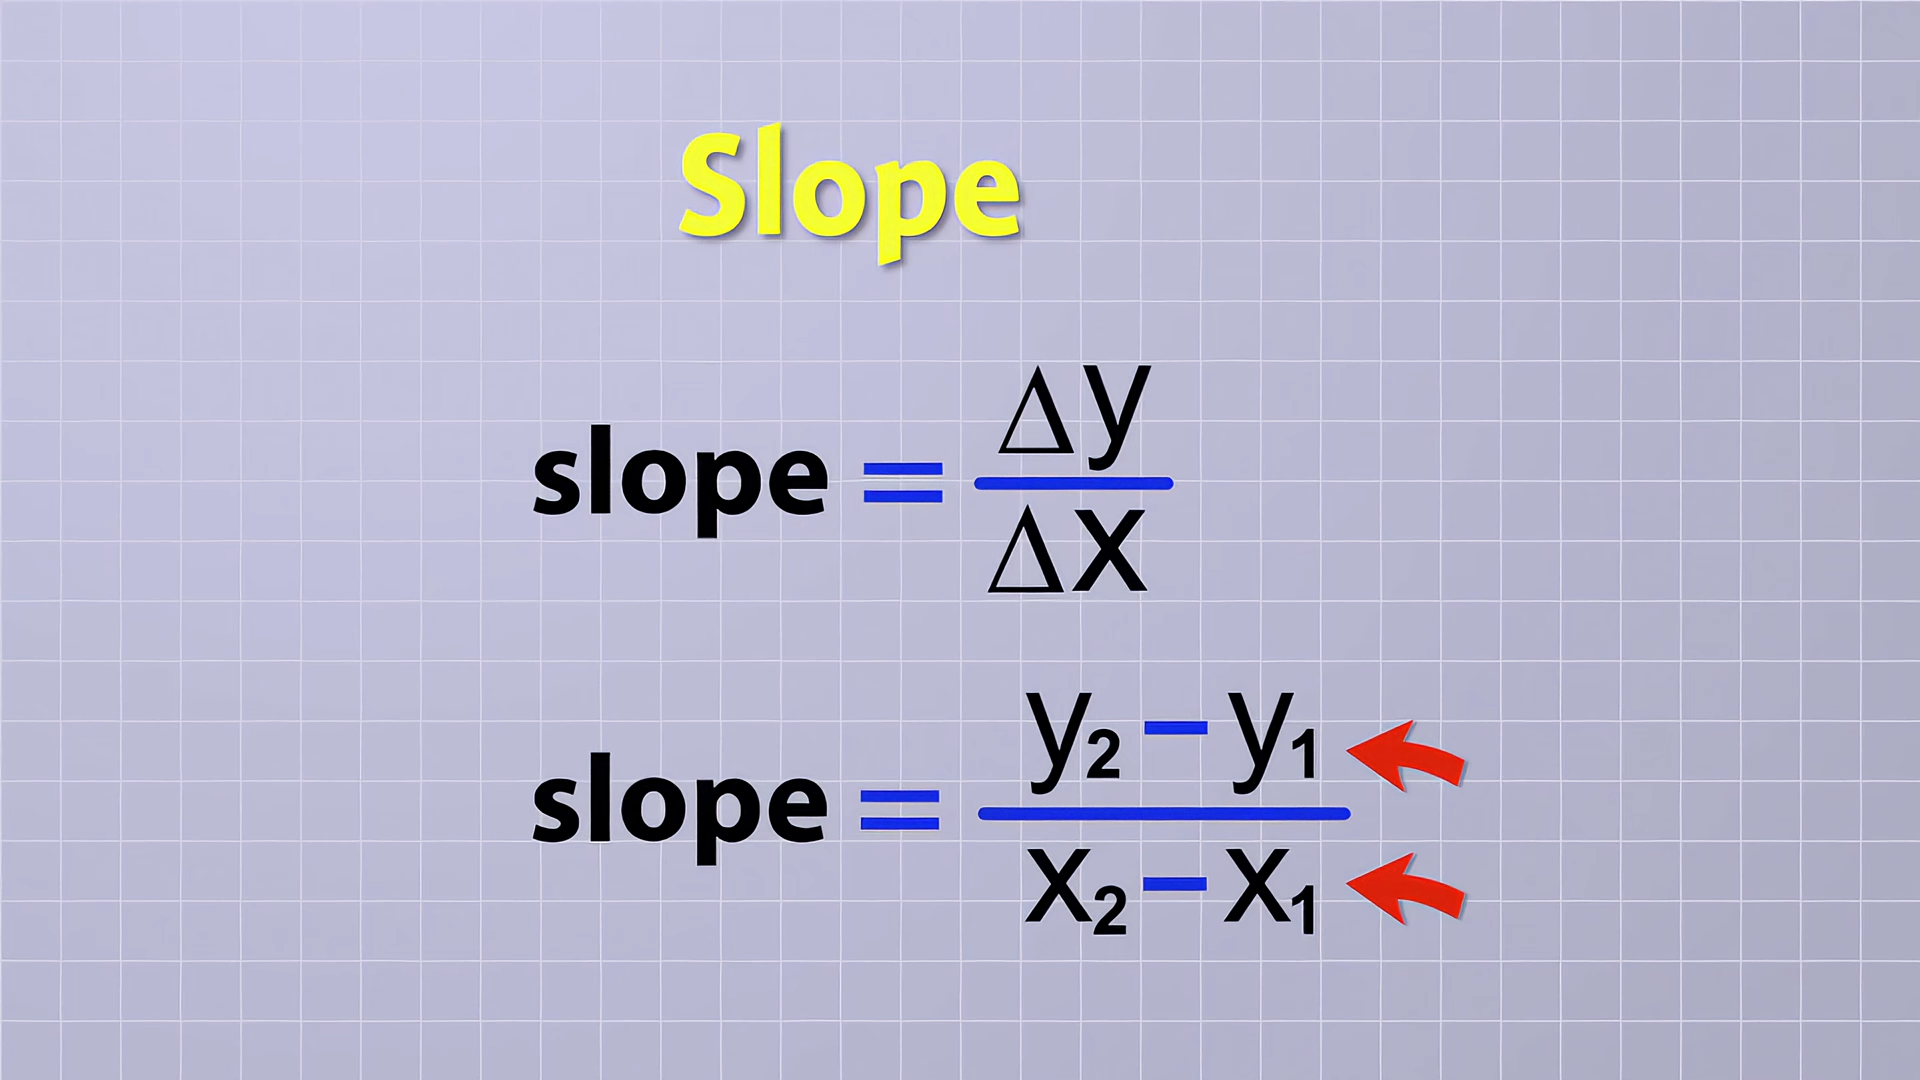 Slope
slope = Δy
Δx
slope = y₂ – y₁
x₂ – x₁